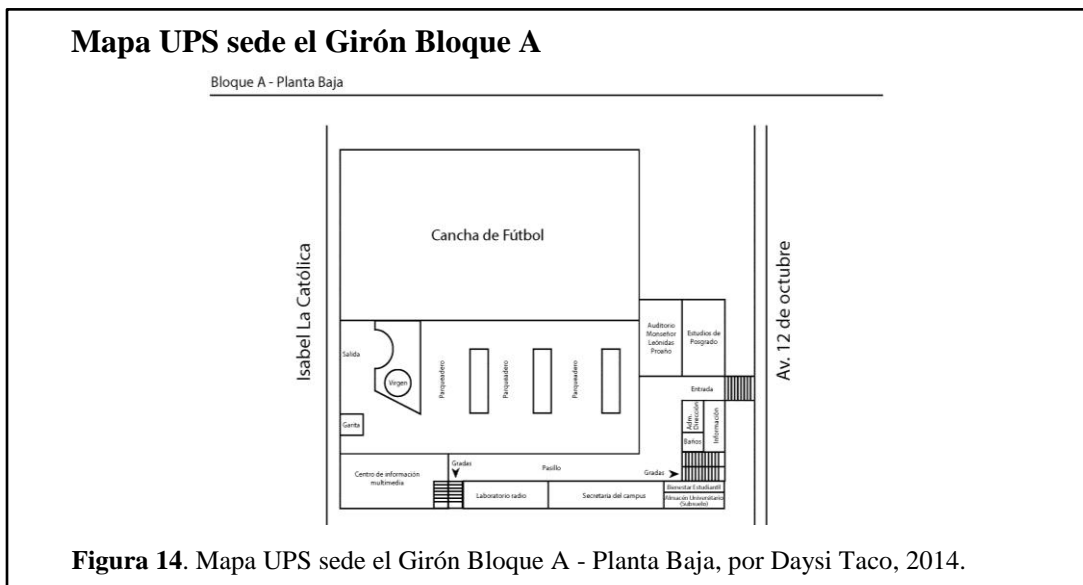 Mapa UPS sede el Girón Bloque A
Bloque A - Planta Baja
Isabel La Católica
Cancha de Fútbol
Av. 12 de octubre
Auditorio
Monseñor
Leónidas
Proaño
Estudios de
Posgrado
Salida
Virgen
Parqueadero
Parqueadero
Parqueadero
Entrada
Garita
Adm.
Dirección
Información
Baños
Centro de información
multimedia
Gradas
Pasillo
Gradas
Laboratorio radio
Secretaría del campus
Bienestar Estudiantil
Almacén Universitario
(Subsuelo)
Figura 14. Mapa UPS sede el Girón Bloque A - Planta Baja, por Daysi Taco, 2014.